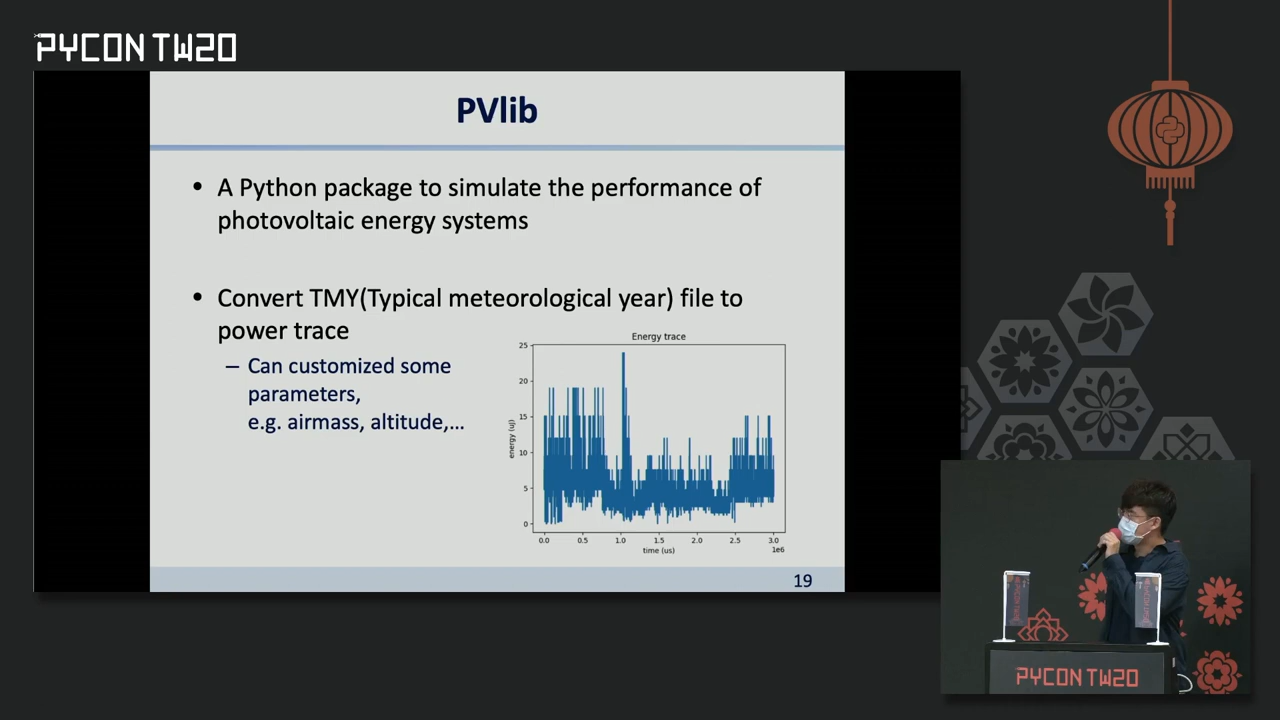 PYCON TW20
PVlib
• A Python package to simulate the performance of
photovoltaic energy systems
• Convert TMY(Typical meteorological year) file to
power trace
– Can customized some
parameters,
e.g. airmass, altitude,...
Energy trace
energy (uJ)
25
20
15
10
5
0
0.0 0.5 1.0 1.5 2.0 2.5 3.0
1e6
time (us)
19
PYCON TW20